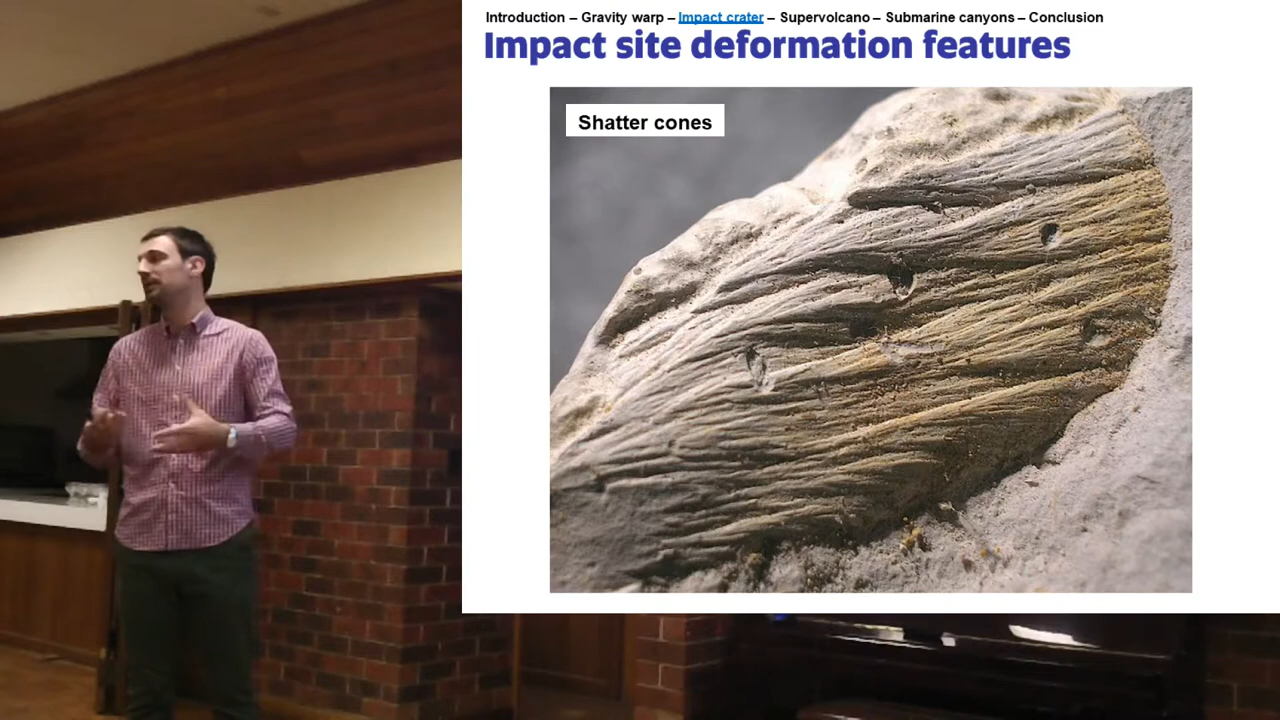 Introduction – Gravity warp – Impact crater – Supervolcano – Submarine canyons – Conclusion
Impact site deformation features
Shatter cones